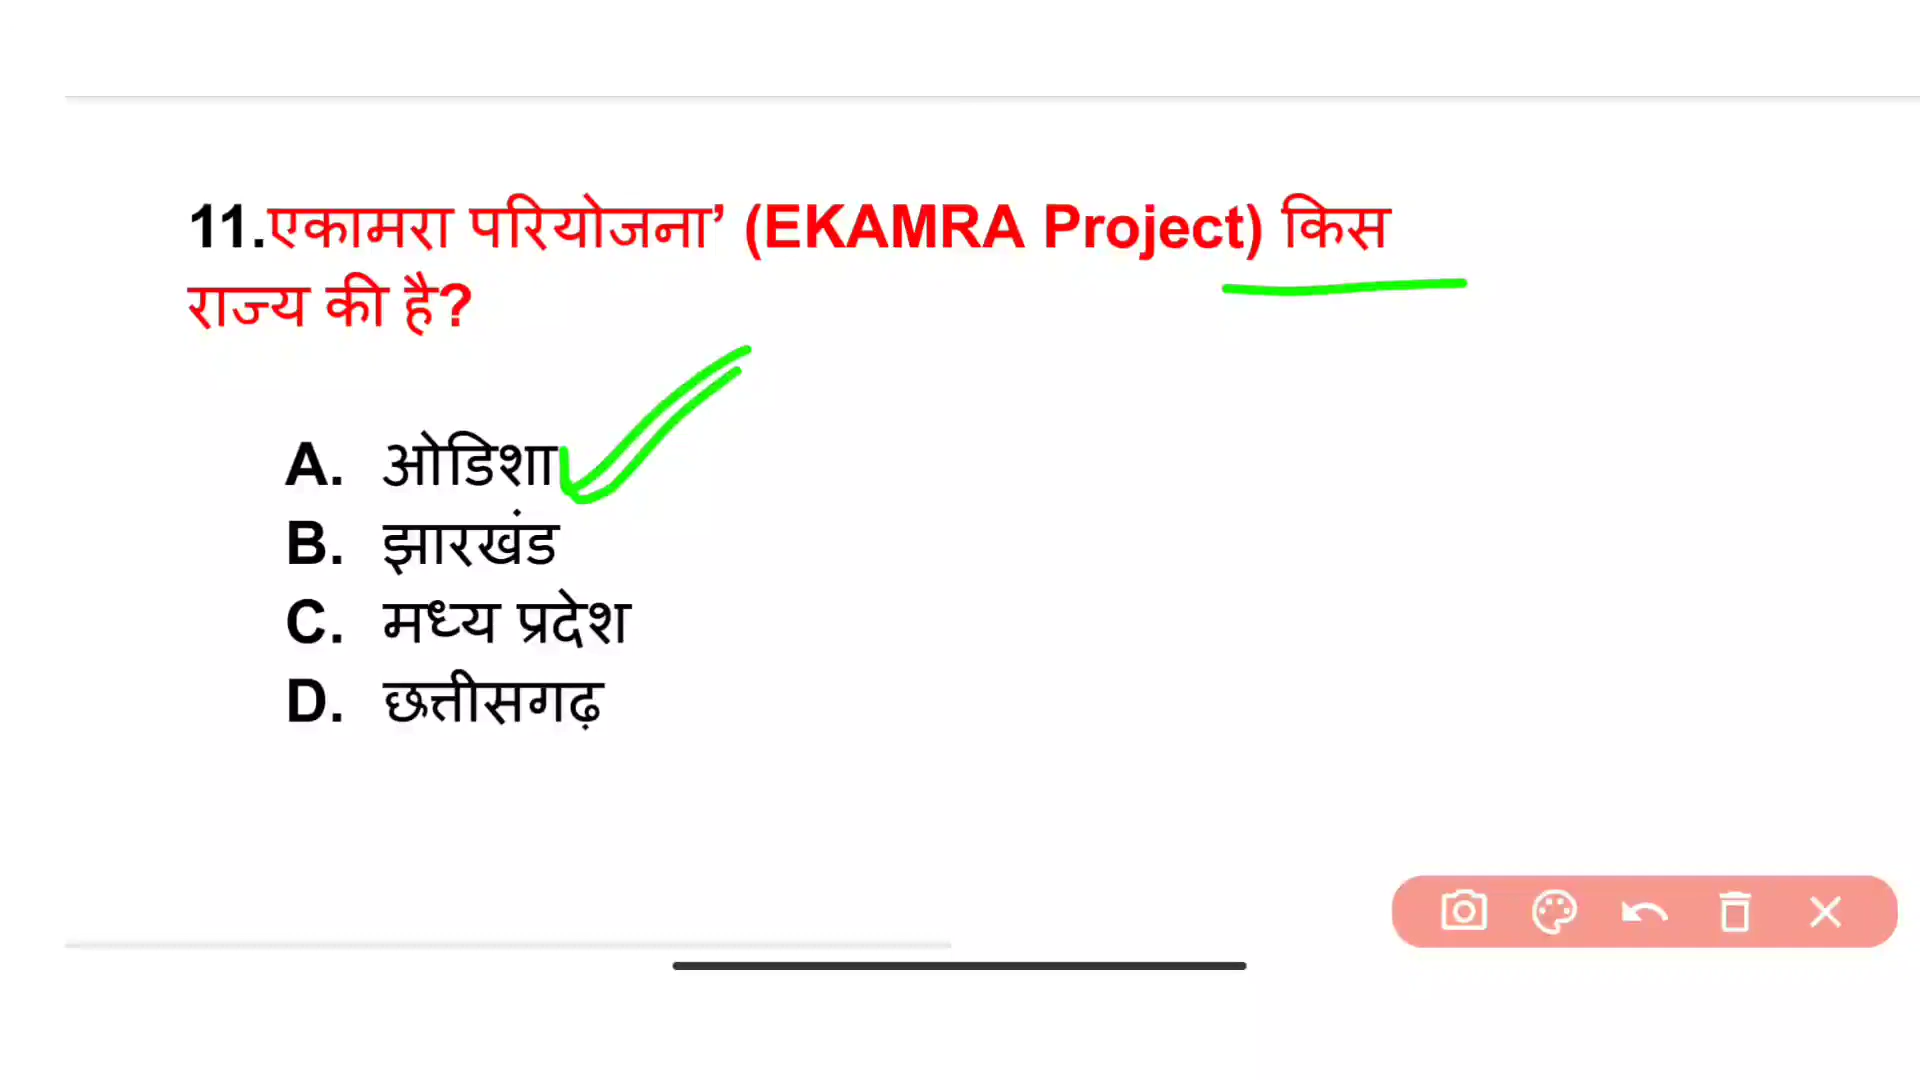 11.एकामरा परियोजना’ (EKAMRA Project) किस
राज्य की है?
A. ओडिशा
B. झारखंड
C. मध्य प्रदेश
D. छत्तीसगढ़